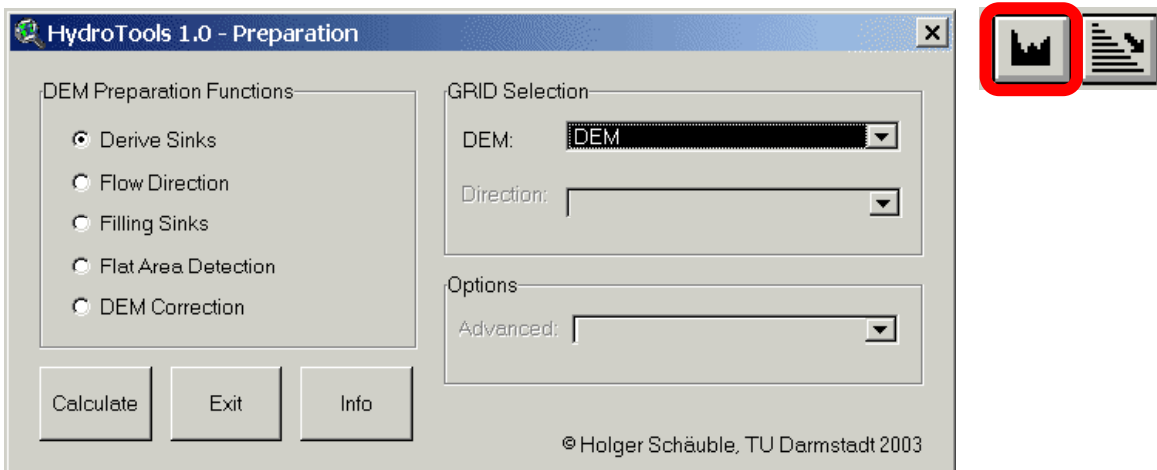 HydroTools 1.0 - Preparation
DEM Preparation Functions
Derive Sinks
Flow Direction
Filling Sinks
Flat Area Detection
DEM Correction
GRID Selection
DEM: DEM
Direction:
Options
Advanced:
Calculate Exit Info
© Holger Schäuble, TU Darmstadt 2003